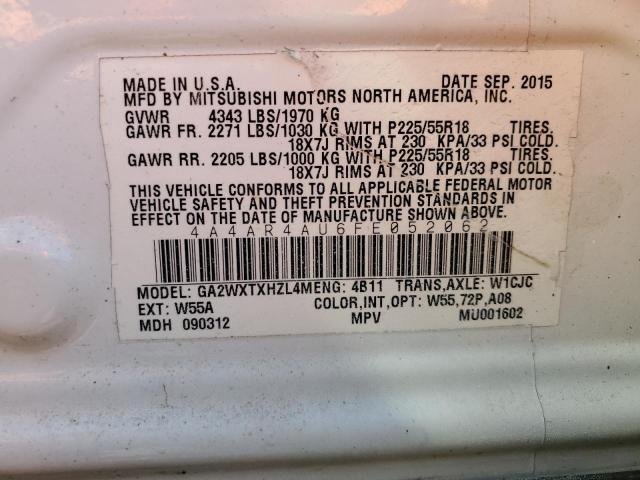 MADE IN U.S.A. DATE SEP. 2015
MFD BY MITSUBISHI MOTORS NORTH AMERICA, INC.
GVWR 4343 LBS/1970 KG
GAWR FR. 2271 LBS/1030 KG WITH P225/55R18 TIRES.
18X7J RIMS AT 230 KPA/33 PSI COLD.
GAWR RR. 2205 LBS/1000 KG WITH P225/55R18 TIRES.
18X7J RIMS AT 230 KPA/33 PSI COLD.
THIS VEHICLE CONFORMS TO ALL APPLICABLE FEDERAL MOTOR
VEHICLE SAFETY AND THEFT PREVENTION STANDARDS IN
EFFECT ON THE DATE OF MANUFACTURE SHOWN ABOVE.
4A4AR4AU6FE052062
MODEL: GA2WXTXHZL4MENG: 4B11 TRANS,AXLE: W1CJC
EXT: W55A COLOR,INT,OPT: W55,72P,A08
MDH 090312 MPV MU001602